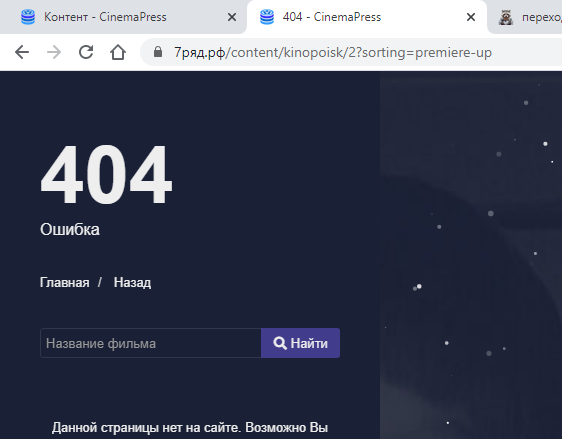 Контент - CinemaPress
404 - CinemaPress
переход
7ряд.рф/content/kinopoisk/2?sorting=premiere-up
404
Ошибка
Главная / Назад
Название фильма
Найти
Данной страницы нет на сайте. Возможно Вы